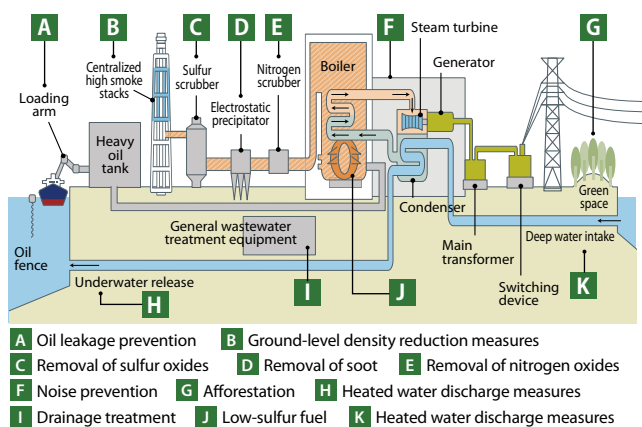 A
B
C
D
E
F
G
Centralized
high smoke
stacks
Sulfur
scrubber
Electrostatic
precipitator
Nitrogen
scrubber
Boiler
Steam turbine
Generator
Loading
arm
Heavy
oil tank
Green
space
Condenser
General wastewater
treatment equipment
Oil
fence
Main
transformer
Deep water intake
Switching
device
Underwater release
H
I
J
K
A Oil leakage prevention
B Ground-level density reduction measures
C Removal of sulfur oxides
D Removal of soot
E Removal of nitrogen oxides
F Noise prevention
G Afforestation
H Heated water discharge measures
I Drainage treatment
J Low-sulfur fuel
K Heated water discharge measures